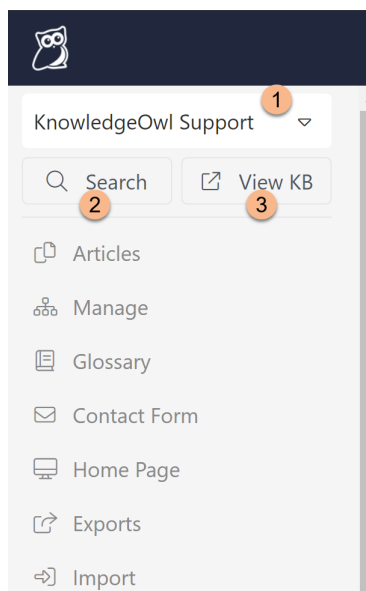 1
KnowledgeOwl Support
Search View KB
2 3
Articles
Manage
Glossary
Contact Form
Home Page
Exports
Import